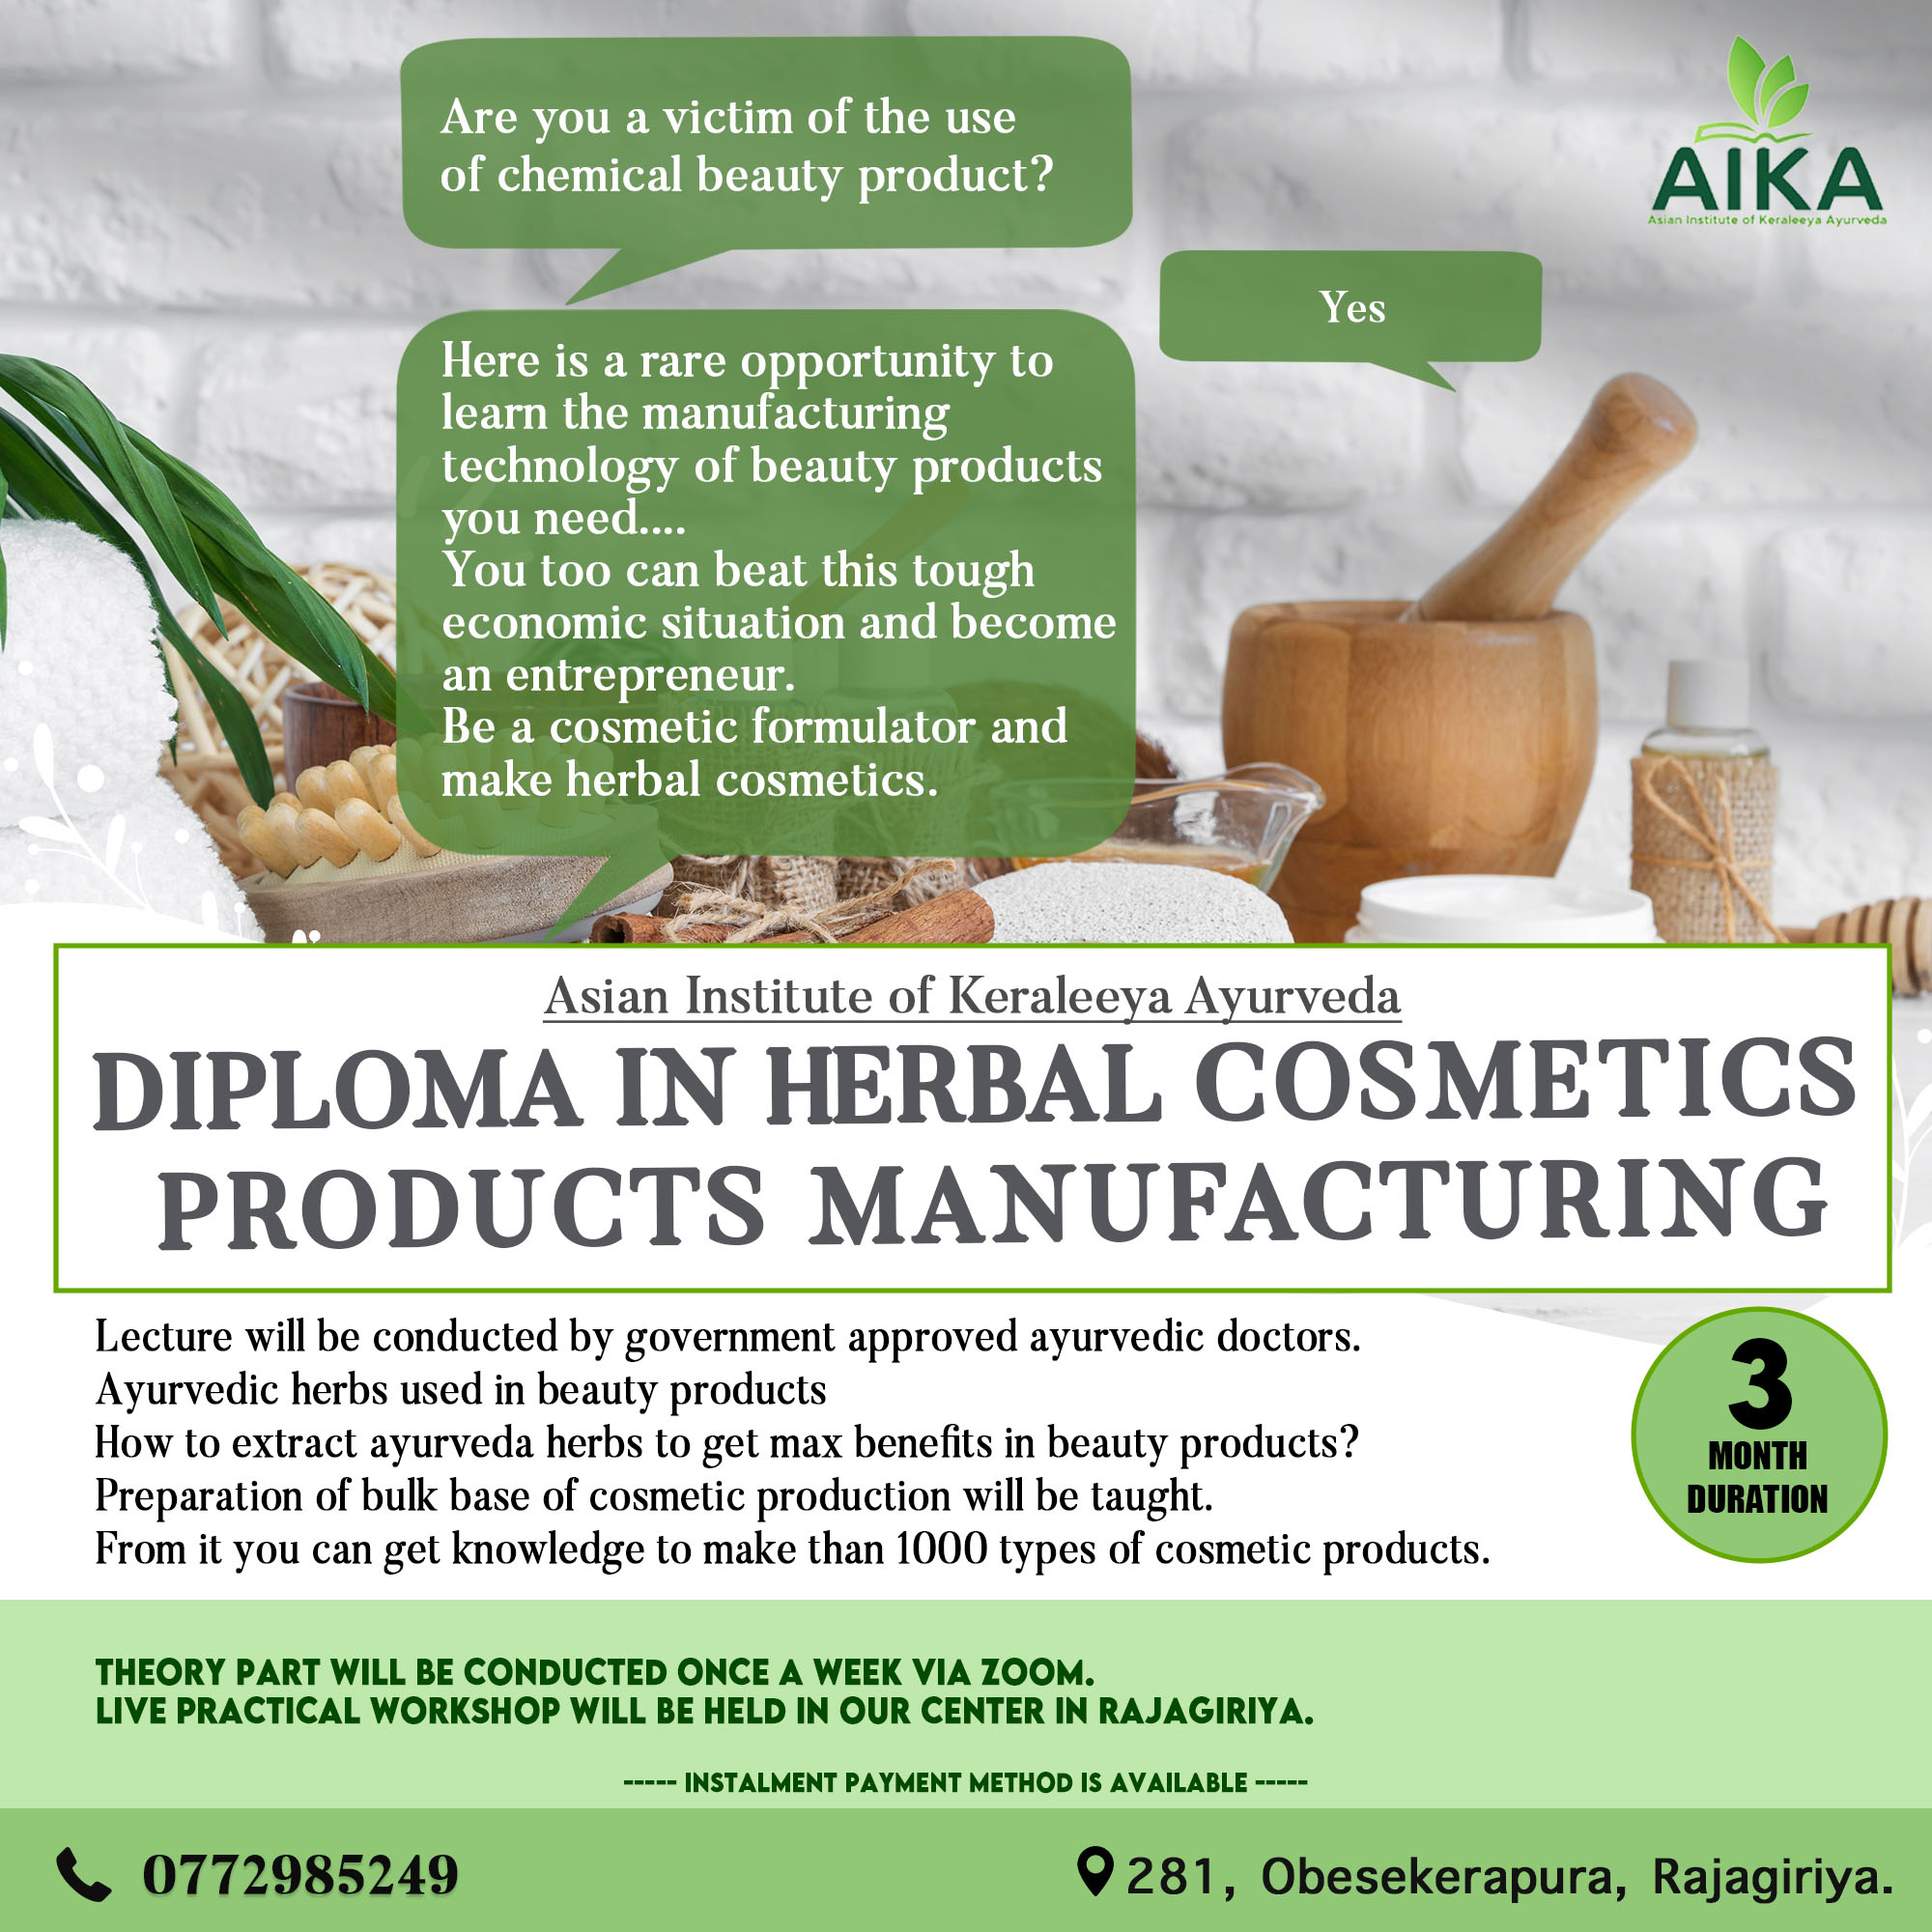 Are you a victim of the use
of chemical beauty product?
AIKA
Asian Institute of Keraleeya Ayurveda
Yes
Here is a rare opportunity to
learn the manufacturing
technology of beauty products
you need....
You too can beat this tough
economic situation and become
an entrepreneur.
Be a cosmetic formulator and
make herbal cosmetics.
Asian Institute of Keraleeya Ayurveda
DIPLOMA IN HERBAL COSMETICS
PRODUCTS MANUFACTURING
Lecture will be conducted by government approved ayurvedic doctors.
Ayurvedic herbs used in beauty products
How to extract ayurveda herbs to get max benefits in beauty products?
Preparation of bulk base of cosmetic production will be taught.
From it you can get knowledge to make than 1000 types of cosmetic products.
3
MONTH
DURATION
THEORY PART WILL BE CONDUCTED ONCE A WEEK VIA ZOOM.
LIVE PRACTICAL WORKSHOP WILL BE HELD IN OUR CENTER IN RAJAGIRIYA.
----- INSTALMENT PAYMENT METHOD IS AVAILABLE -----
0772985249
281, Obesekerapura, Rajagiriya.